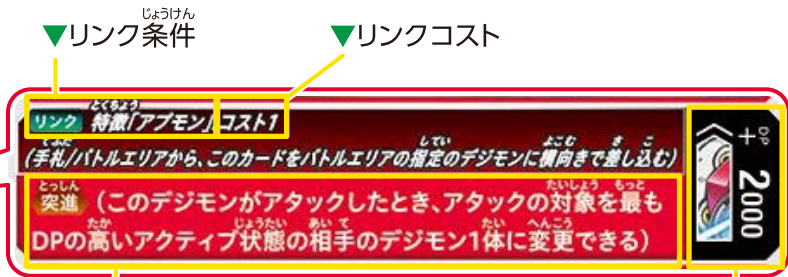 ▼リンク条件
▼リンクコスト
リンク 特徴「アプモン」コスト1
(手札/バトルエリアから、このカードをバトルエリアの指定のデジモンに横向きで差し込む)
突進 (このデジモンがアタックしたとき、アタックの対象を最も
DPの高いアクティブ状態の相手のデジモン1体に変更できる)
DP
+2000